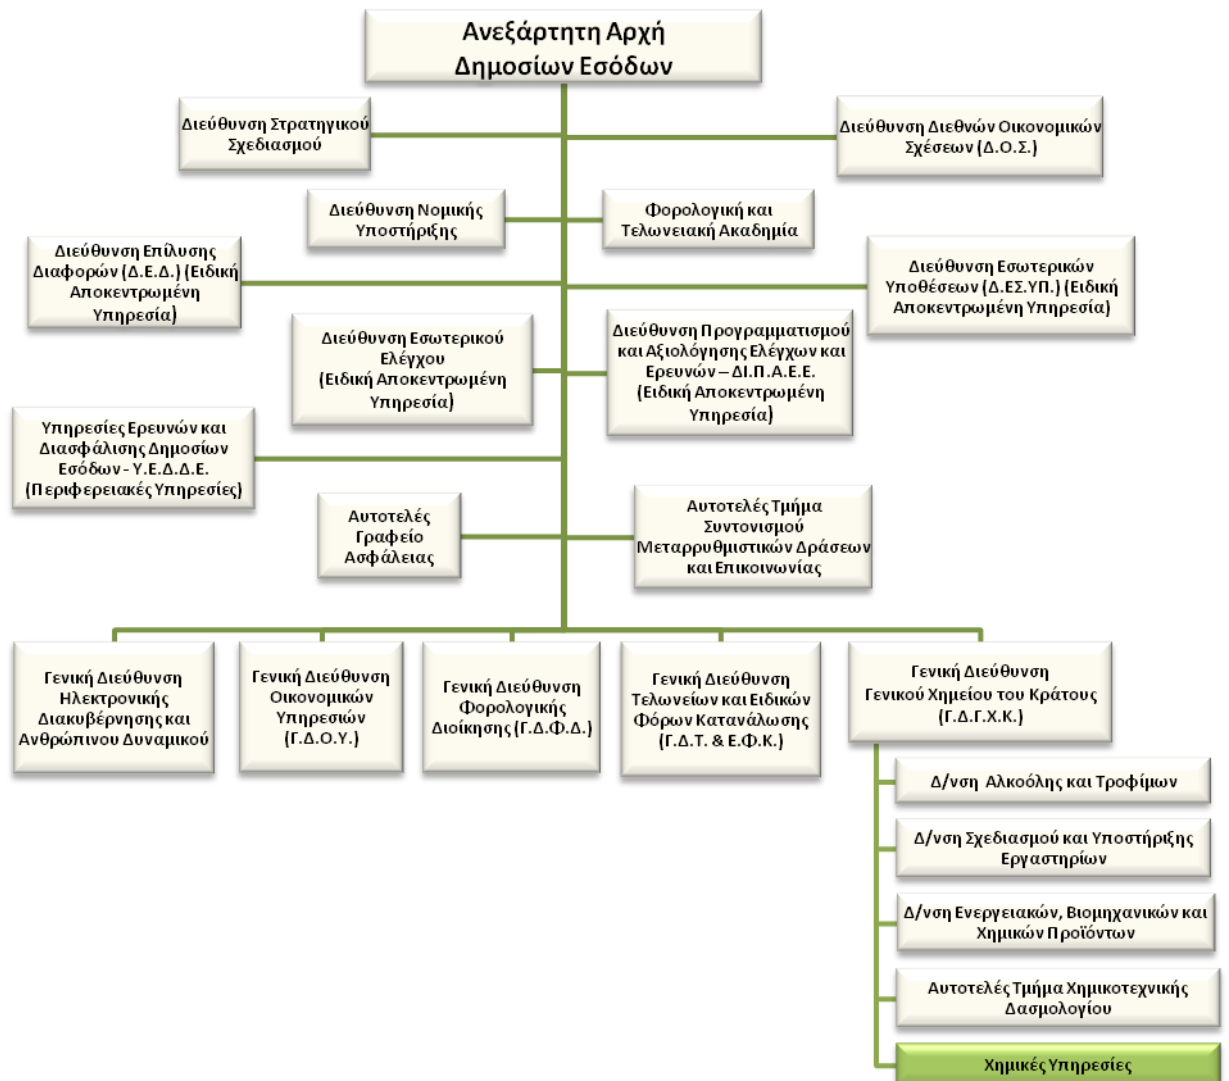 Ανεξάρτητη Αρχή
Δημοσίων Εσόδων
Διεύθυνση Στρατηγικού
Σχεδιασμού
Διεύθυνση Διεθνών Οικονομικών
Σχέσεων (Δ.Ο.Σ.)
Διεύθυνση Νομικής
Υποστήριξης
Φορολογική και
Τελωνειακή Ακαδημία
Διεύθυνση Επίλυσης
Διαφορών (Δ.Ε.Δ.) (Ειδική
Αποκεντρωμένη
Υπηρεσία)
Διεύθυνση Εσωτερικών
Υποθέσεων (Δ.ΕΣ.ΥΠ.) (Ειδική
Αποκεντρωμένη Υπηρεσία)
Διεύθυνση Εσωτερικού
Ελέγχου
(Ειδική Αποκεντρωμένη
Υπηρεσία)
Διεύθυνση Προγραμματισμού
και Αξιολόγησης Ελέγχων και
Ερευνών – ΔΙ.Π.Α.Ε.Ε.
(Ειδική Αποκεντρωμένη
Υπηρεσία)
Υπηρεσίες Ερευνών και
Διασφάλισης Δημοσίων
Εσόδων - Υ.Ε.Δ.Δ.Ε.
(Περιφερειακές Υπηρεσίες)
Αυτοτελές
Γραφείο
Ασφάλειας
Αυτοτελές Τμήμα
Συντονισμού
Μεταρρυθμιστικών Δράσεων
και Επικοινωνίας
Γενική Διεύθυνση
Ηλεκτρονικής
Διακυβέρνησης και
Ανθρώπινου Δυναμικού
Γενική Διεύθυνση
Οικονομικών
Υπηρεσιών
(Γ.Δ.Ο.Υ.)
Γενική Διεύθυνση
Φορολογικής
Διοίκησης (Γ.Δ.Φ.Δ.)
Γενική Διεύθυνση
Τελωνείων και Ειδικών
Φόρων Κατανάλωσης
(Γ.Δ.Τ. & Ε.Φ.Κ.)
Γενική Διεύθυνση
Γενικού Χημείου του Κράτους
(Γ.Δ.Γ.Χ.Κ.)
Δ/νση Αλκοόλης και Τροφίμων
Δ/νση Σχεδιασμού και Υποστήριξης
Εργαστηρίων
Δ/νση Ενεργειακών, Βιομηχανικών και
Χημικών Προϊόντων
Αυτοτελές Τμήμα Χημικοτεχνικής
Δασμολογίου
Χημικές Υπηρεσίες